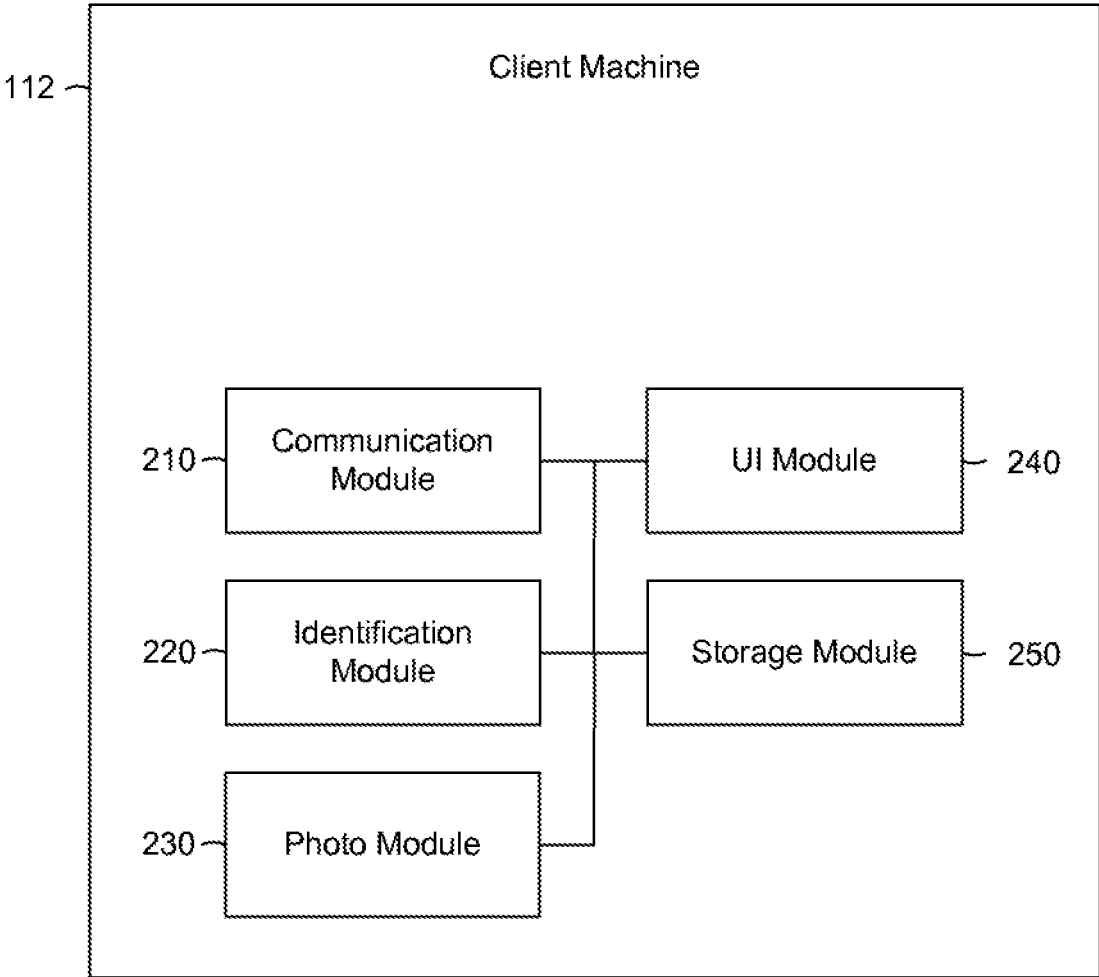 Client Machine
112
Communication
Module
210
UI Module
240
Identification
Module
220
Storage Module
250
Photo Module
230